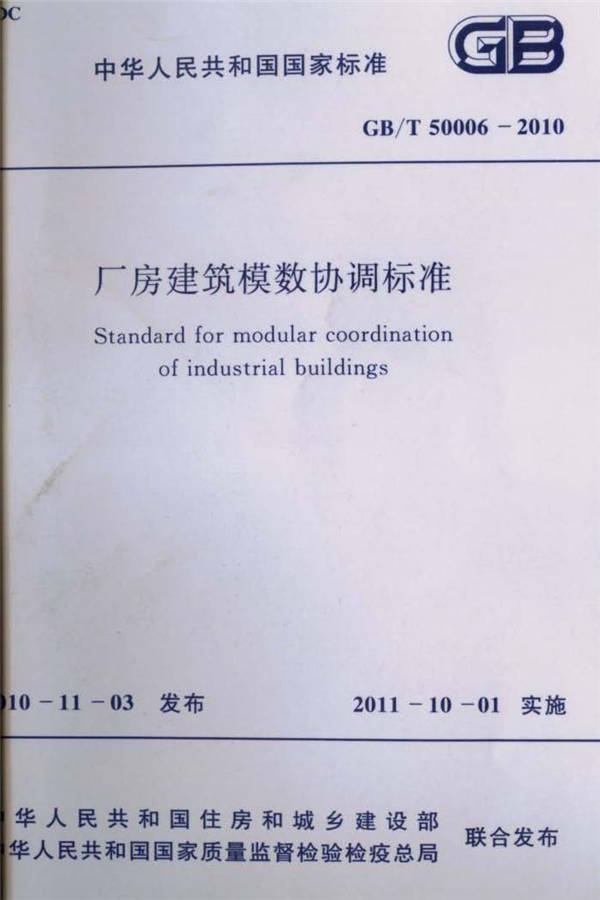 DC
中华人民共和国国家标准
GB
GB/T 50006－2010
厂房建筑模数协调标准
Standard for modular coordination
of industrial buildings
010－11－03 发布 2011－10－01 实施
中华人民共和国住房和城乡建设部
中华人民共和国国家质量监督检验检疫总局 联合发布